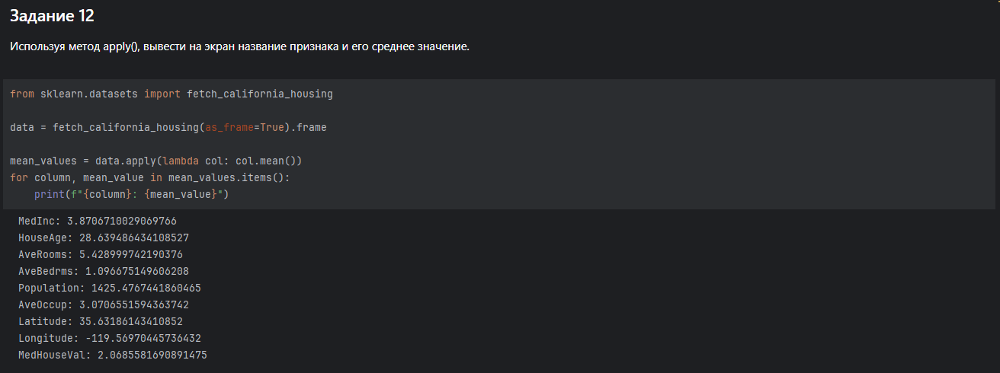 Задание 12
Используя метод apply(), вывести на экран название признака и его среднее значение.
from sklearn.datasets import fetch_california_housing
data = fetch_california_housing(as_frame=True).frame
mean_values = data.apply(lambda col: col.mean())
for column, mean_value in mean_values.items():
    print(f"{column}: {mean_value}")
MedInc: 3.8706710029069766
HouseAge: 28.639486434108527
AveRooms: 5.428999742190376
AveBedrms: 1.096675149606208
Population: 1425.4767441860465
AveOccup: 3.0706551594363742
Latitude: 35.63186143410852
Longitude: -119.56970445736432
MedHouseVal: 2.0685581690891475